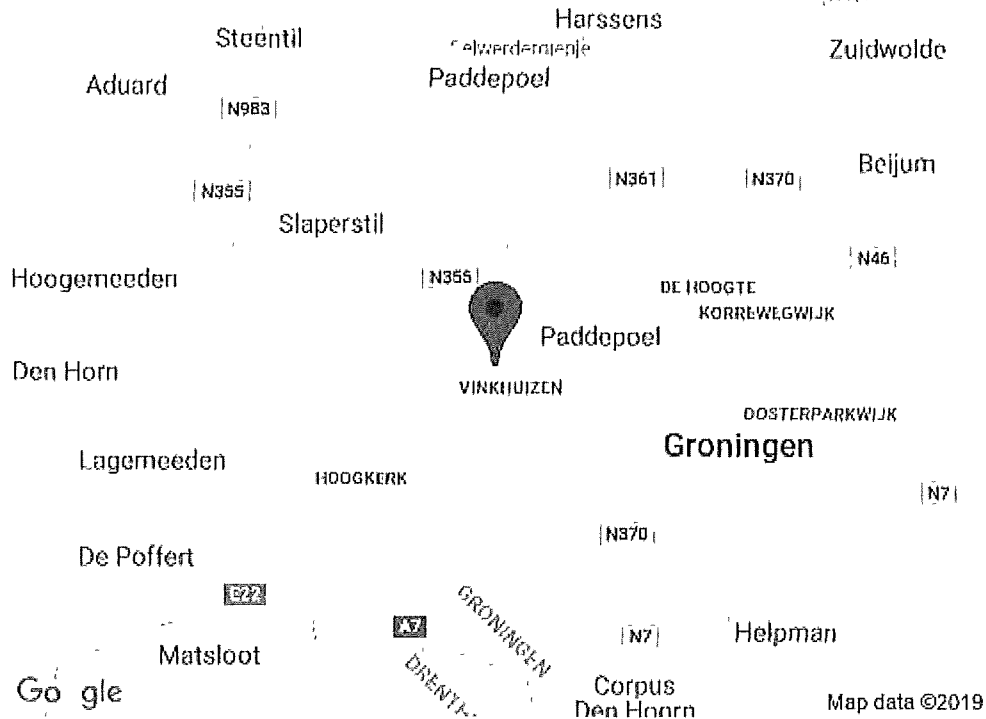 Harssens
Steentil
Paddepoel
Zuidwolde
Aduard
N983
Beijum
N361
N370
N355
Slaperstil
N46
Hoogemeeden
N355
DE HOOGTE
KORREWEGWIJK
Paddepoel
Den Horn
VINKHUIZEN
OOSTERPARKWIJK
Groningen
Lagemeeden
HOOGKERK
N7
N370
De Poffert
E22
GRONINGEN
A7
N7
Helpman
Matsloot
Go gle
Corpus
Den Hoorn
Map data ©2019